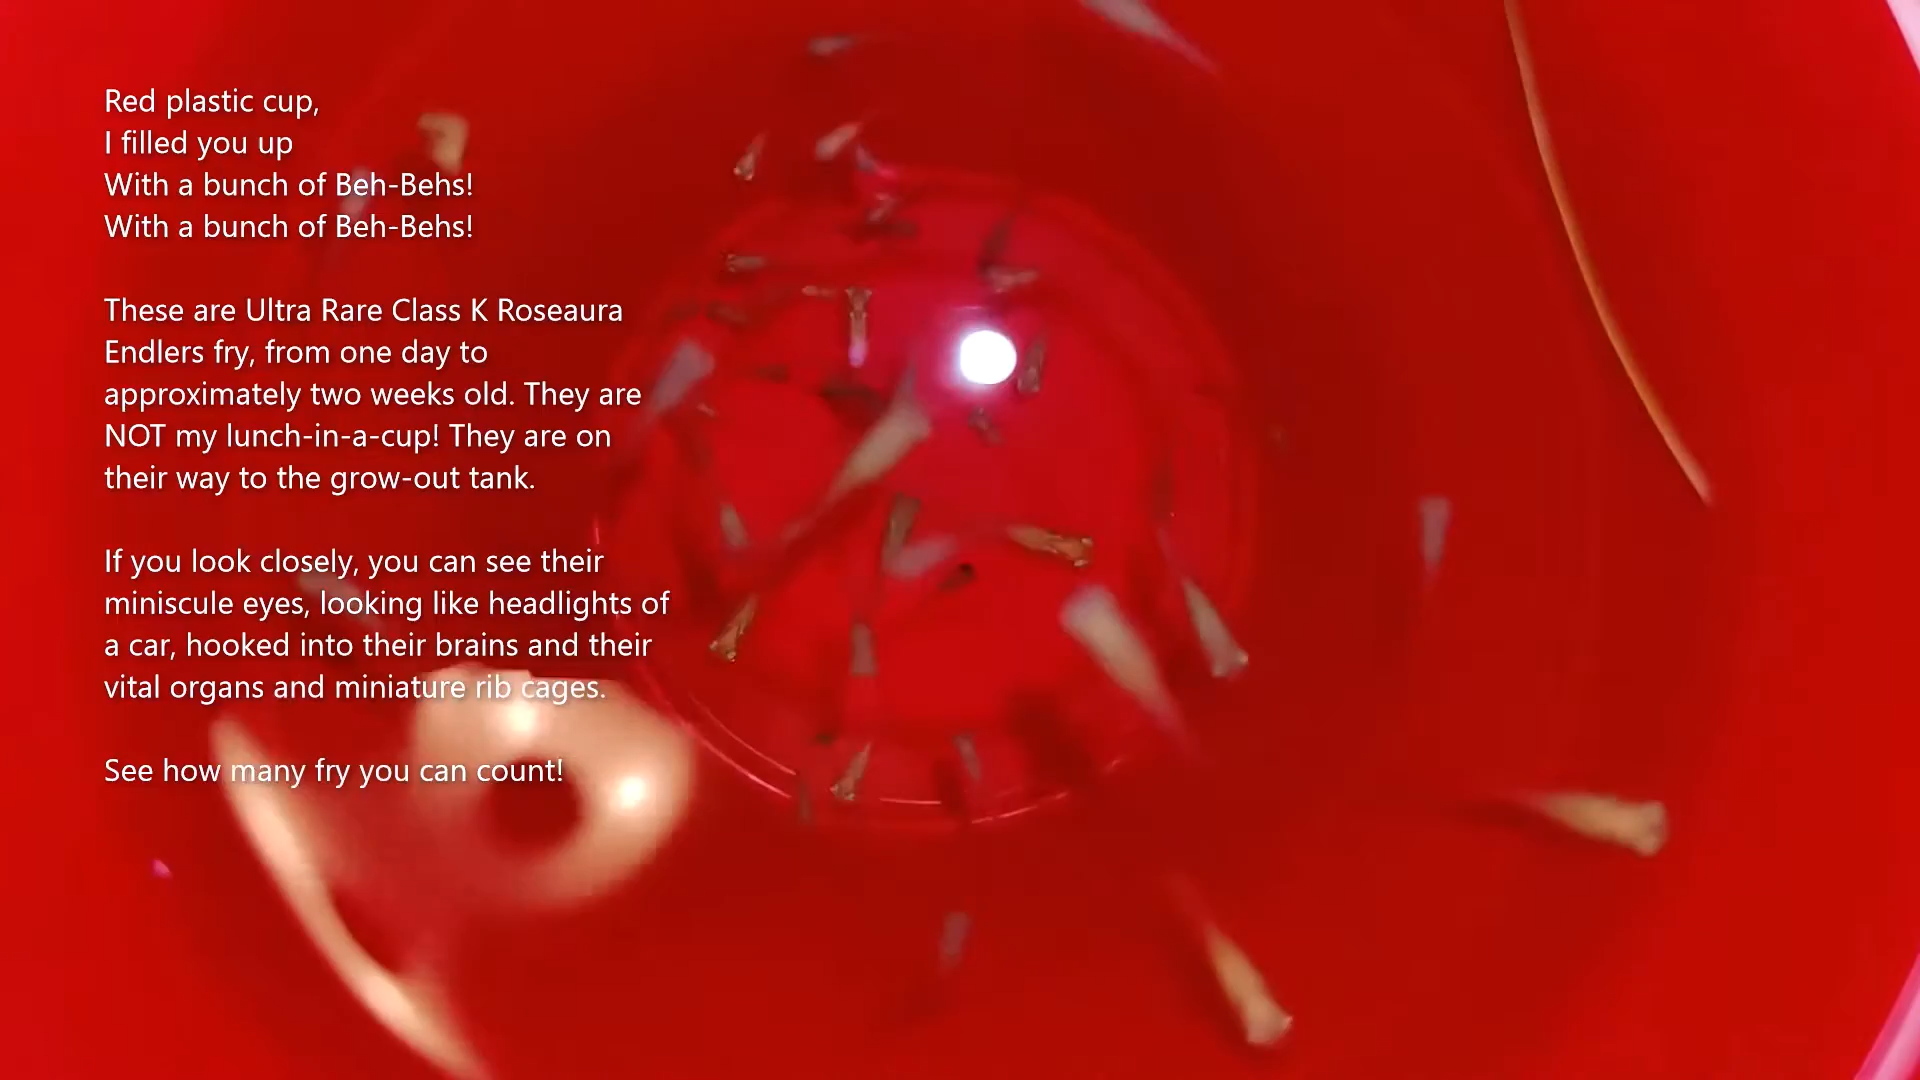 Red plastic cup,
I filled you up
With a bunch of Beh-Behs!
With a bunch of Beh-Behs!
These are Ultra Rare Class K Roseaura
Endlers fry, from one day to
approximately two weeks old. They are
NOT my lunch-in-a-cup! They are on
their way to the grow-out tank.
If you look closely, you can see their
miniscule eyes, looking like headlights of
a car, hooked into their brains and their
vital organs and miniature rib cages.
See how many fry you can count!